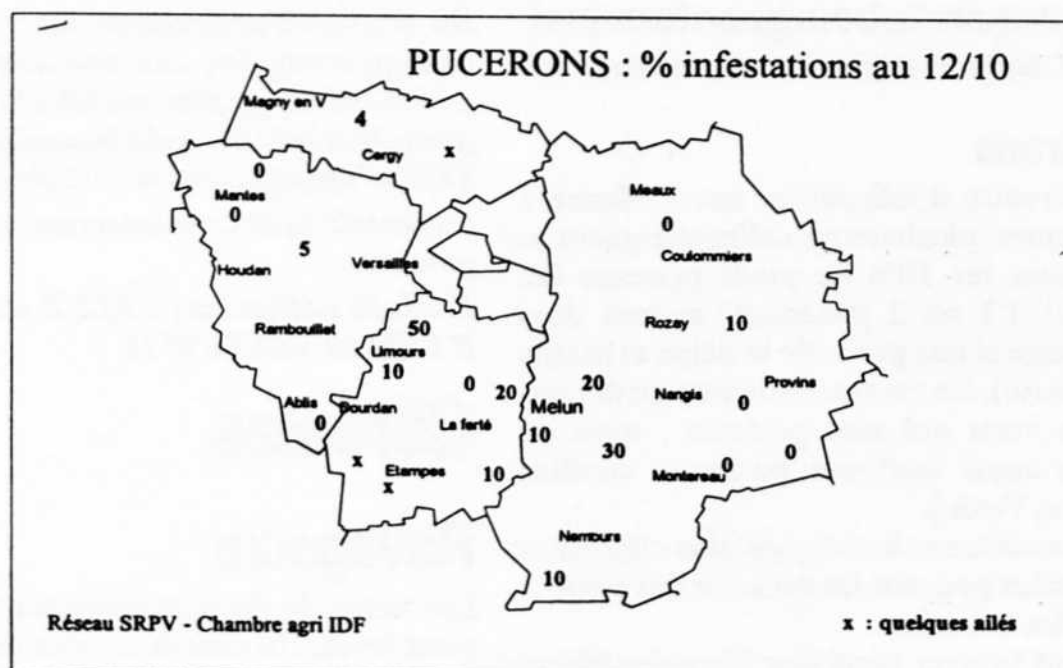 PUCERONS : % infestations au 12/10
Magny en V
4
Cergy
x
0
Mantes
0
5
Houdan
Versailles
Meaux
0
Coulommiers
Rambouillet
50
Limours
10
Rozay
10
0
20
20
Provins
Ablis
0
Dourdan
La ferté
Melun
10
Nangis
0
x
Etampes
x
10
30
0
0
Montereau
Nemours
10
Réseau SRPV - Chambre agri IDF
x : quelques ailés